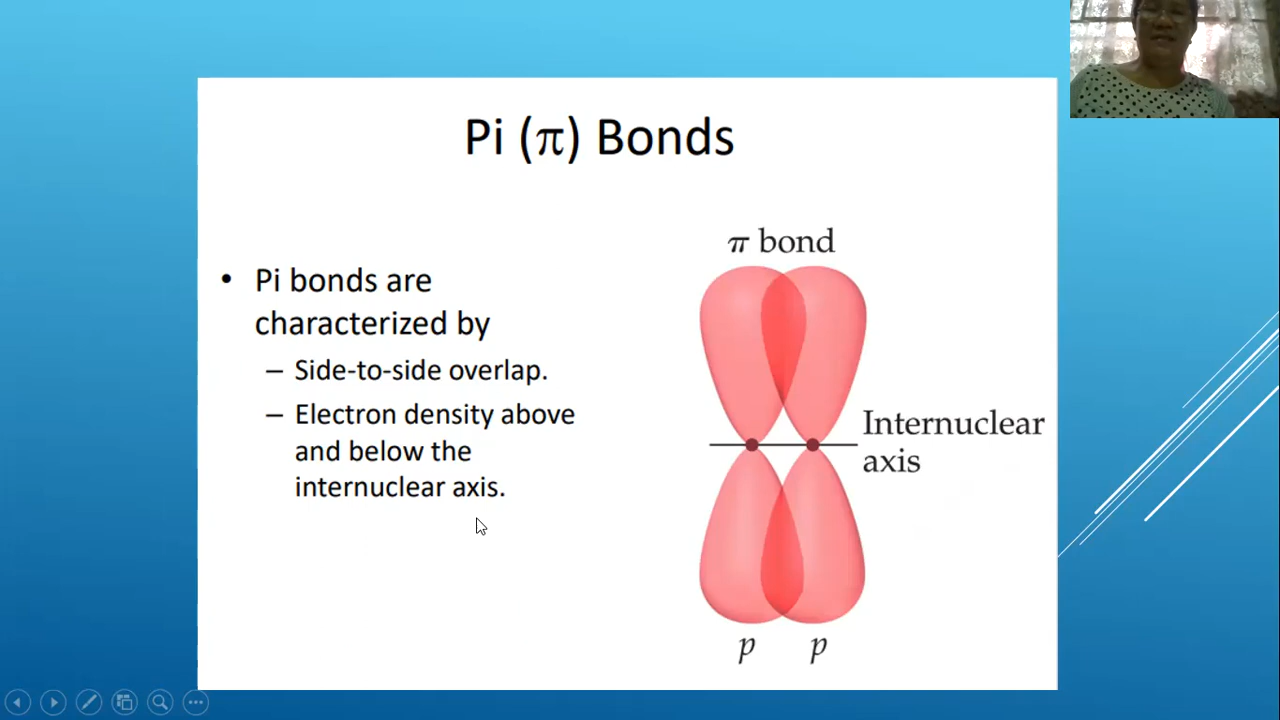 Pi (π) Bonds
• Pi bonds are
characterized by
– Side-to-side overlap.
– Electron density above
and below the
internuclear axis.
π bond
Internuclear
axis
p p